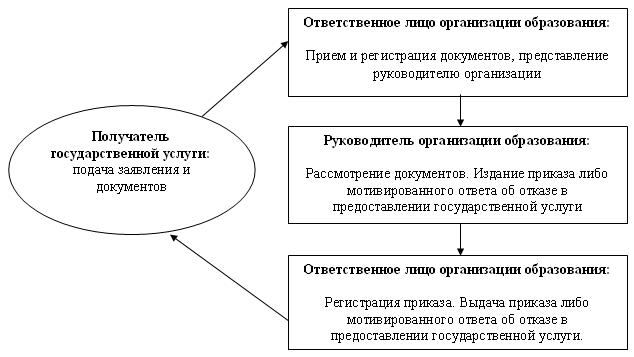 Получатель
государственной услуги:
подача заявления и
документов
Ответственное лицо организации образования:
Прием и регистрация документов, представление
руководителю организации
Руководитель организации образования:
Рассмотрение документов. Издание приказа либо
мотивированного ответа об отказе в
предоставлении государственной услуги
Ответственное лицо организации образования:
Регистрация приказа. Выдача приказа либо
мотивированного ответа об отказе в
предоставлении государственной услуги.